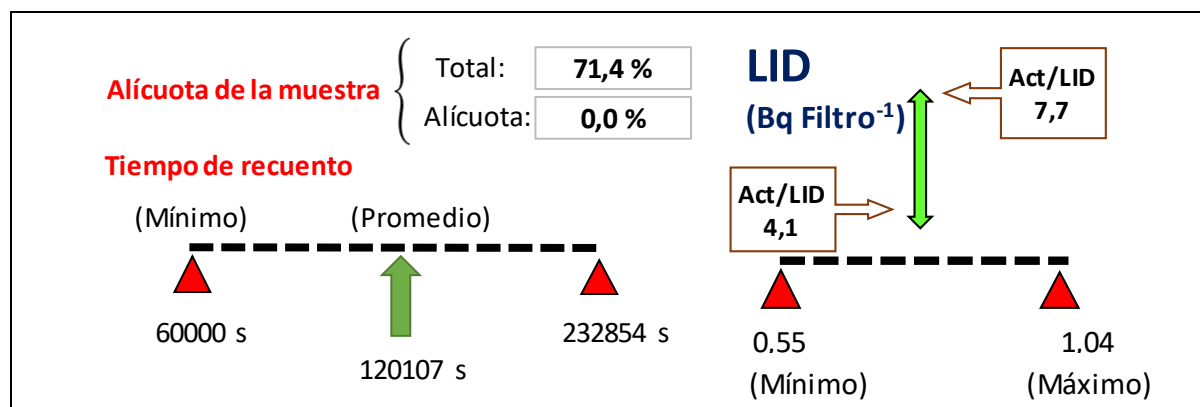 Alícuota de la muestra
Total:
71,4 %
Alícuota:
0,0 %
Tiempo de recuento
(Mínimo)
(Promedio)
60000 s
120107 s
232854 s
LID
(Bq Filtro⁻¹)
Act/LID
7,7
Act/LID
4,1
0,55
(Mínimo)
1,04
(Máximo)